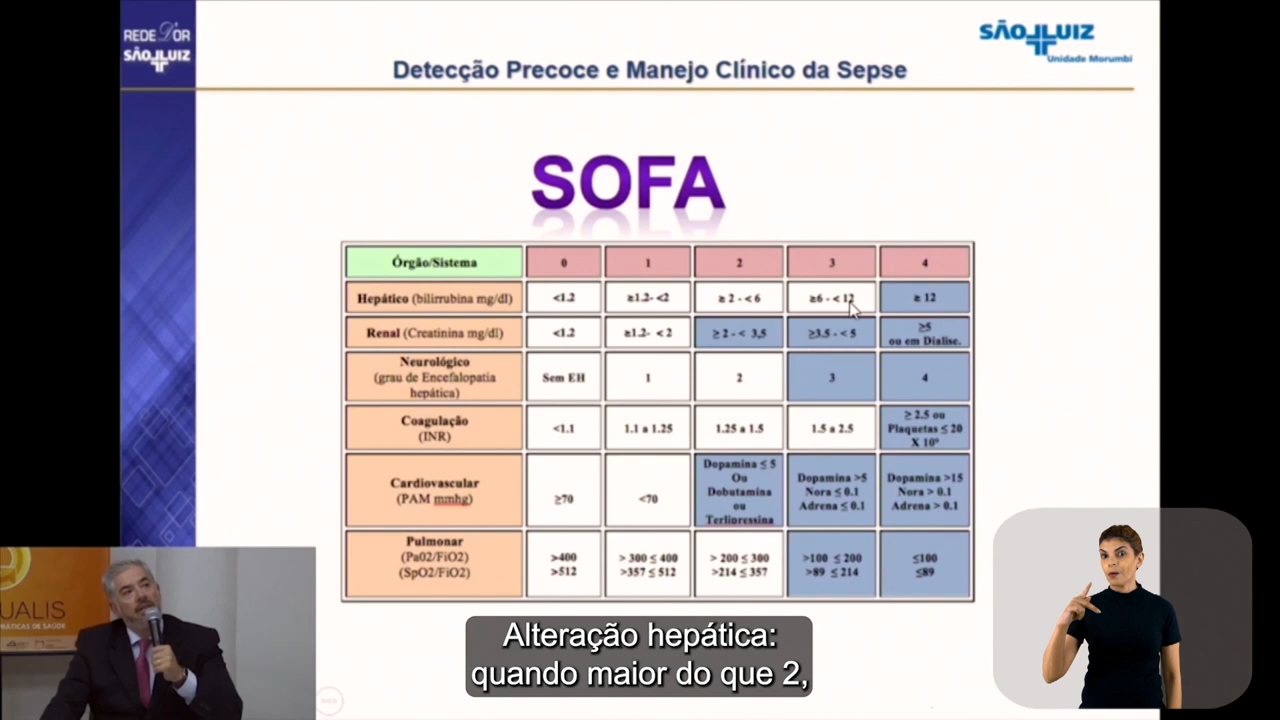 REDE D'OR
SÃO LUIZ
SÃO LUIZ
Unidade Morumbi
Detecção Precoce e Manejo Clínico da Sepse
SOFA
Órgão/Sistema 0 1 2 3 4
Hepático (bilirrubina mg/dl) <1.2 ≥1.2- <2 ≥ 2 - < 6 ≥6 - < 12 ≥ 12
Renal (Creatinina mg/dl) <1.2 ≥1.2- < 2 ≥ 2 - < 3,5 ≥3.5 - < 5 ≥5
ou em Dialise.
Neurológico
(grau de Encefalopatia
hepática)
Sem EH 1 2 3 4
Coagulação
(INR)
<1.1 1.1 a 1.25 1.25 a 1.5 1.5 a 2.5
≥ 2.5 ou
Plaquetas ≤ 20
Cardiovascular
(PAM mmhg)
≥70 <70
Dopamina ≤ 5
Ou
Dobutamina
ou
Terlipressina
Dopamina >5
Nora ≤ 0.1
Adrena ≤ 0.1
Dopamina >15
Nora > 0.1
Adrena > 0.1
Pulmonar
(Pa02/FiO2)
(SpO2/FiO2)
>400 > 300 ≤ 400 > 200 ≤ 300 >100 ≤ 200 ≤100
>512 >357 ≤ 512 >214 ≤ 357 >89 ≤ 214 ≤89
UALIS
PRÁTICAS DE SAÚDE
Alteração hepática:
quando maior do que 2,